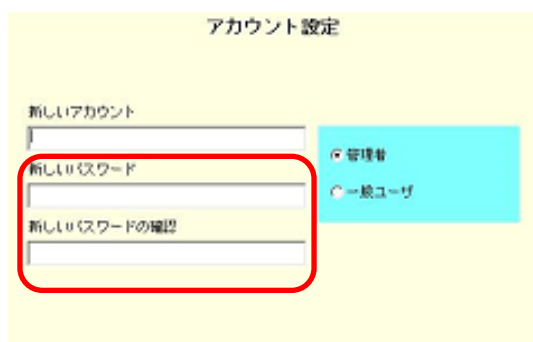 アカウント設定
新しいアカウント
新しいパスワード
新しいパスワードの確認
管理者
一般ユーザ